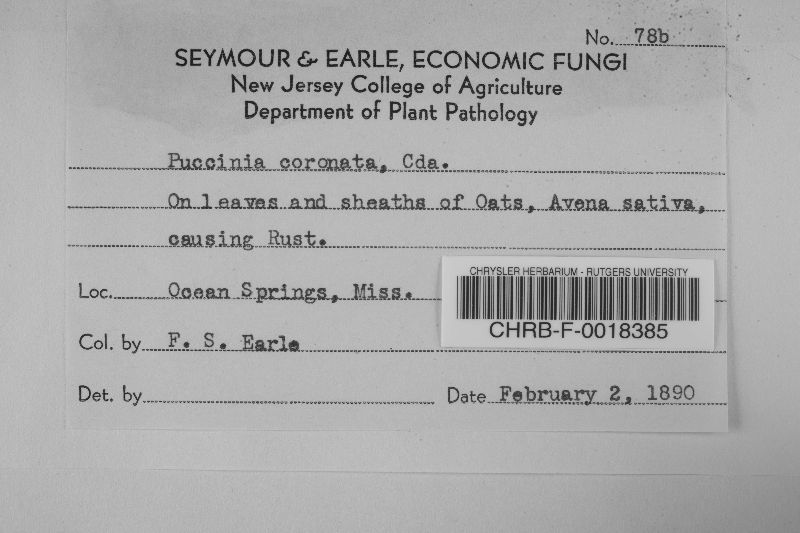 No. 78b
SEYMOUR & EARLE, ECONOMIC FUNGI
New Jersey College of Agriculture
Department of Plant Pathology
Puccinia coronata, Cda.
On leaves and sheaths of Oats, Avena sativa,
causing Rust.
Loc. Ocean Springs, Miss.
CHRYSLER HERBARIUM - RUTGERS UNIVERSITY
CHRB-F-0018385
Col. by F. S. Earle
Det. by
Date February 2, 1890